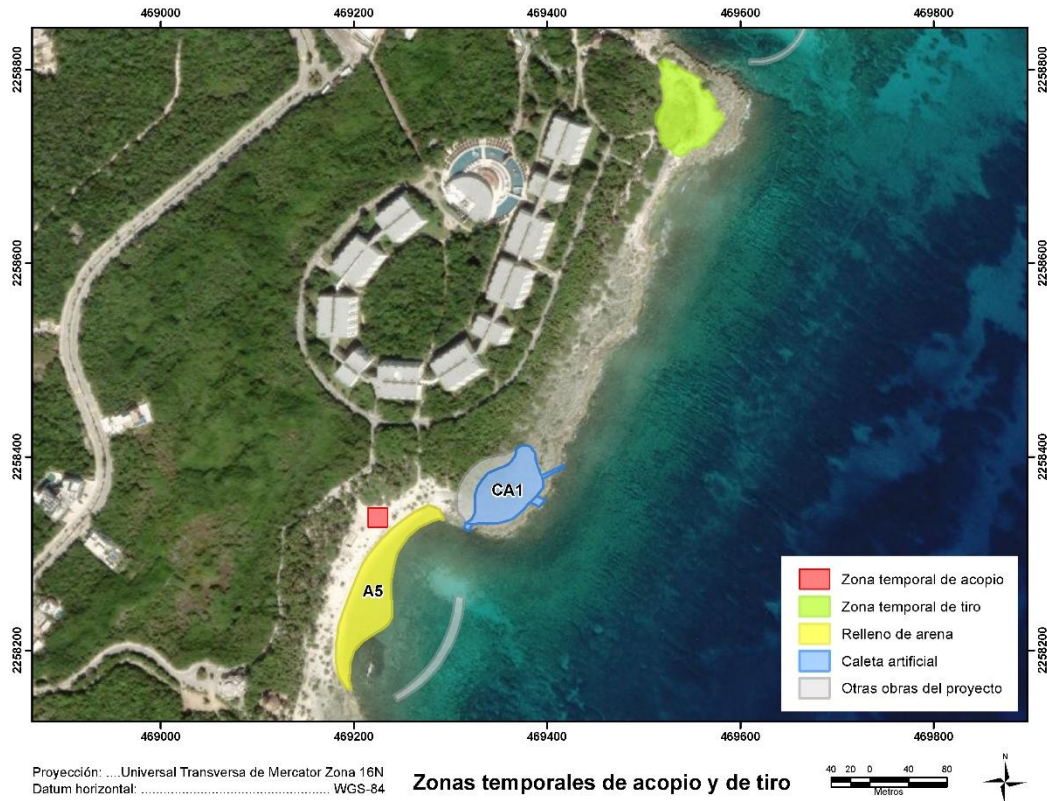 469000 469200 469400 469600 469800
2258800 2258800
2258600 2258600
2258400 2258400
CA1
A5
2258200 2258200
Zona temporal de acopio
Zona temporal de tiro
Relleno de arena
Caleta artificial
Otras obras del proyecto
469000 469200 469400 469600 469800
Proyección: ....Universal Transversa de Mercator Zona 16N
Datum horizontal: ................................................ WGS-84
Zonas temporales de acopio y de tiro
40 20 0 40 80
Metros
N